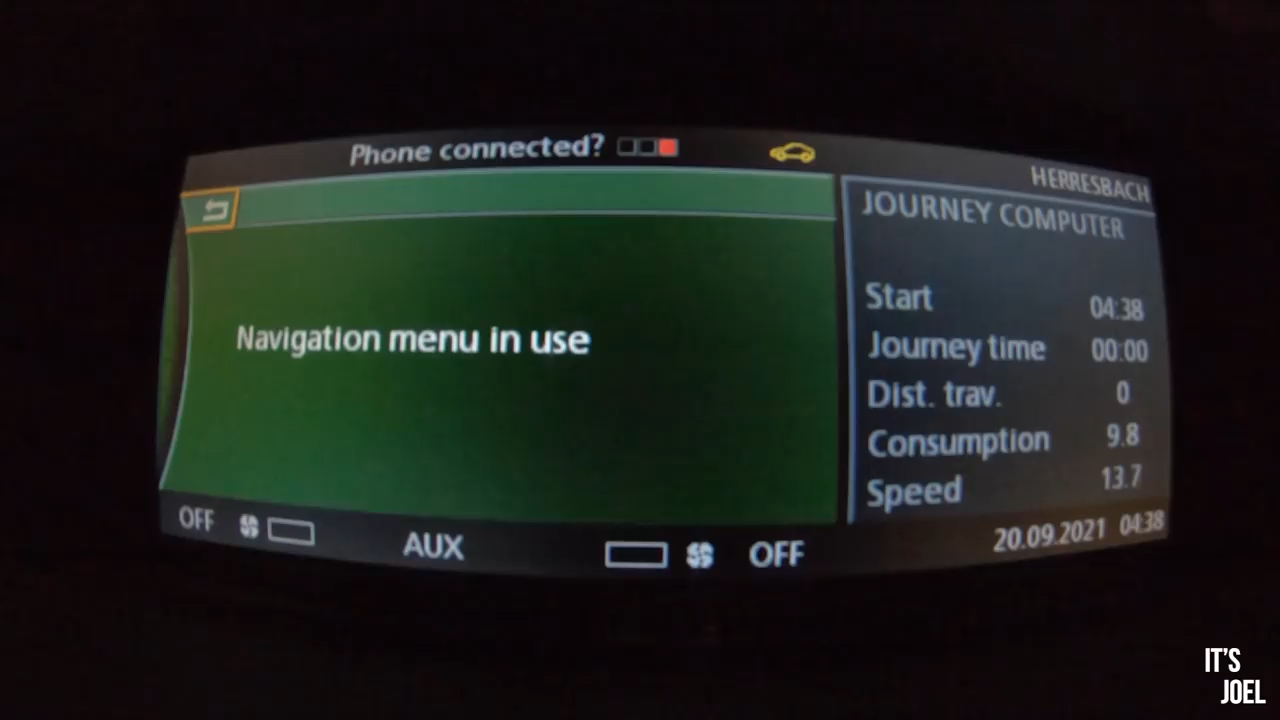 Phone connected?
HERRESBACH
JOURNEY COMPUTER
Navigation menu in use
Start 04:38
Journey time 00:00
Dist. trav. 0
Consumption 9.8
Speed 13.7
OFF AUX OFF
20.09.2021 04:38
IT'S
JOEL